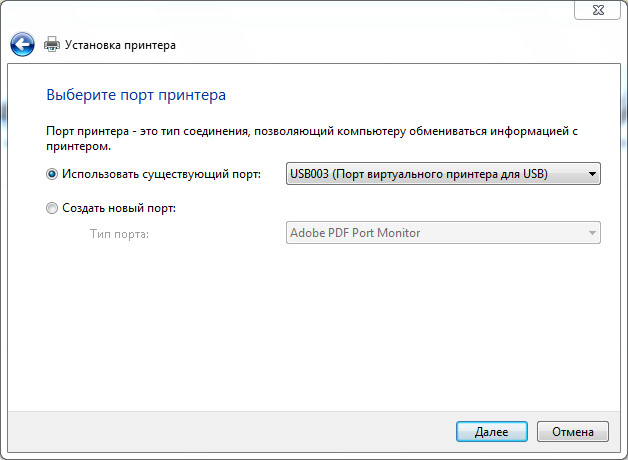 Установка принтера
Выберите порт принтера
Порт принтера - это тип соединения, позволяющий компьютеру обмениваться информацией с
принтером.
Использовать существующий порт: USB003 (Порт виртуального принтера для USB)
Создать новый порт:
Тип порта: Adobe PDF Port Monitor
Далее Отмена